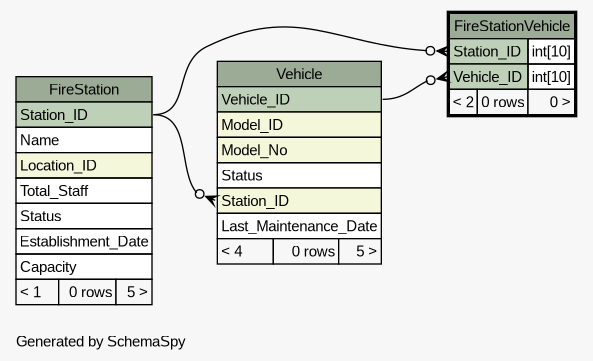 FireStationVehicle
Station_ID int[10]
Vehicle_ID int[10]
< 2 0 rows 0 >
Vehicle
Vehicle_ID
Model_ID
Model_No
Status
Station_ID
Last_Maintenance_Date
< 4 0 rows 5 >
FireStation
Station_ID
Name
Location_ID
Total_Staff
Status
Establishment_Date
Capacity
< 1 0 rows 5 >
Generated by SchemaSpy